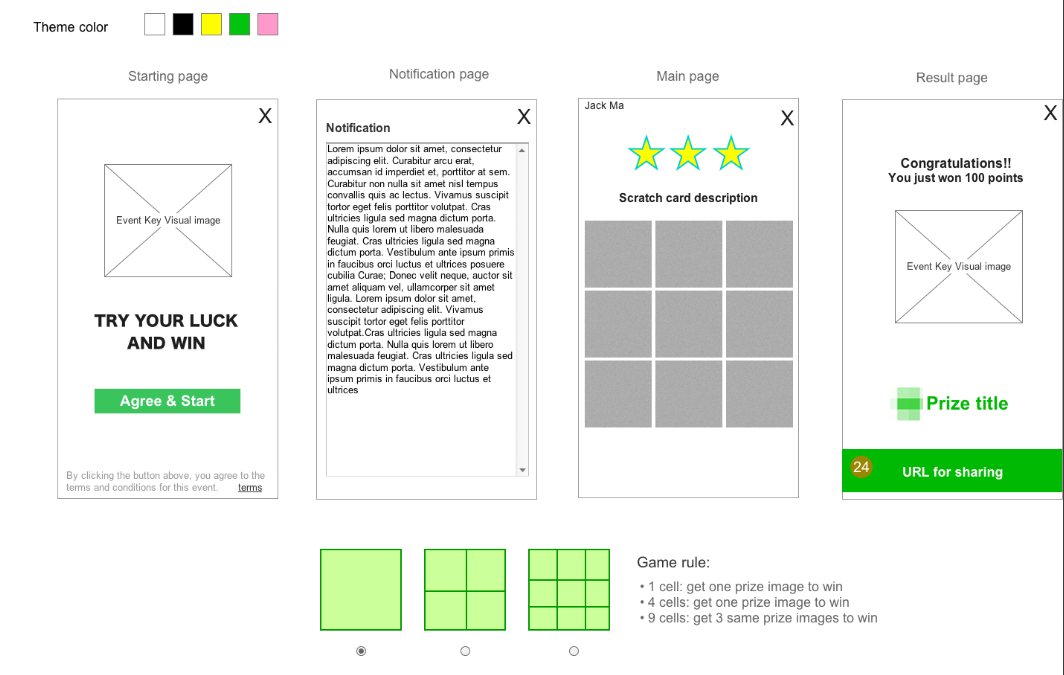 Theme color
Starting page
Notification page
Main page
Result page
X
Event Key Visual image
TRY YOUR LUCK
AND WIN
Agree & Start
By clicking the button above, you agree to the
terms and conditions for this event. terms
X
Notification
Lorem ipsum dolor sit amet, consectetur
adipiscing elit. Curabitur arcu erat,
accumsan id imperdiet et, porttitor at sem.
Curabitur non nulla sit amet nisl tempus
convallis quis ac lectus. Vivamus suscipit
tortor eget felis porttitor volutpat. Cras
ultricies ligula sed magna dictum porta.
Nulla quis lorem ut libero malesuada
feugiat. Cras ultricies ligula sed magna
dictum porta. Vestibulum ante ipsum primis
in faucibus orci luctus et ultrices posuere
cubilia Curae; Donec velit neque, auctor sit
amet aliquam vel, ullamcorper sit amet
ligula. Lorem ipsum dolor sit amet,
consectetur adipiscing elit. Vivamus
suscipit tortor eget felis porttitor
volutpat.Cras ultricies ligula sed magna
dictum porta. Nulla quis lorem ut libero
malesuada feugiat. Cras ultricies ligula sed
magna dictum porta. Vestibulum ante
ipsum primis in faucibus orci luctus et
ultrices
Jack Ma
X
Scratch card description
X
Congratulations!!
You just won 100 points
Event Key Visual image
Prize title
24
URL for sharing
Game rule:
• 1 cell: get one prize image to win
• 4 cells: get one prize image to win
• 9 cells: get 3 same prize images to win